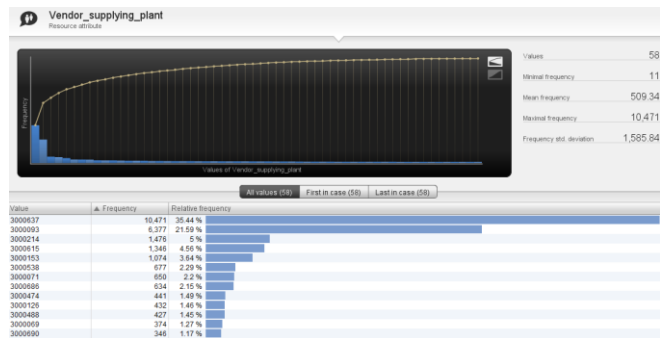 Vendor_supplying_plant
Resource attribute
Frequency
Values of Vendor_supplying_plant
Values 58
Minimal frequency 11
Mean frequency 509.34
Maximal frequency 10,471
Frequency std. deviation 1,585.84
All values (58) First in case (58) Last in case (58)
Value ▲ Frequency Relative frequency
3000637 10,471 35.44 %
3000093 6,377 21.59 %
3000214 1,476 5 %
3000615 1,346 4.56 %
3000153 1,074 3.64 %
3000538 677 2.29 %
3000071 650 2.2 %
3000686 634 2.15 %
3000474 441 1.49 %
3000126 432 1.46 %
3000488 427 1.45 %
3000069 374 1.27 %
3000690 346 1.17 %